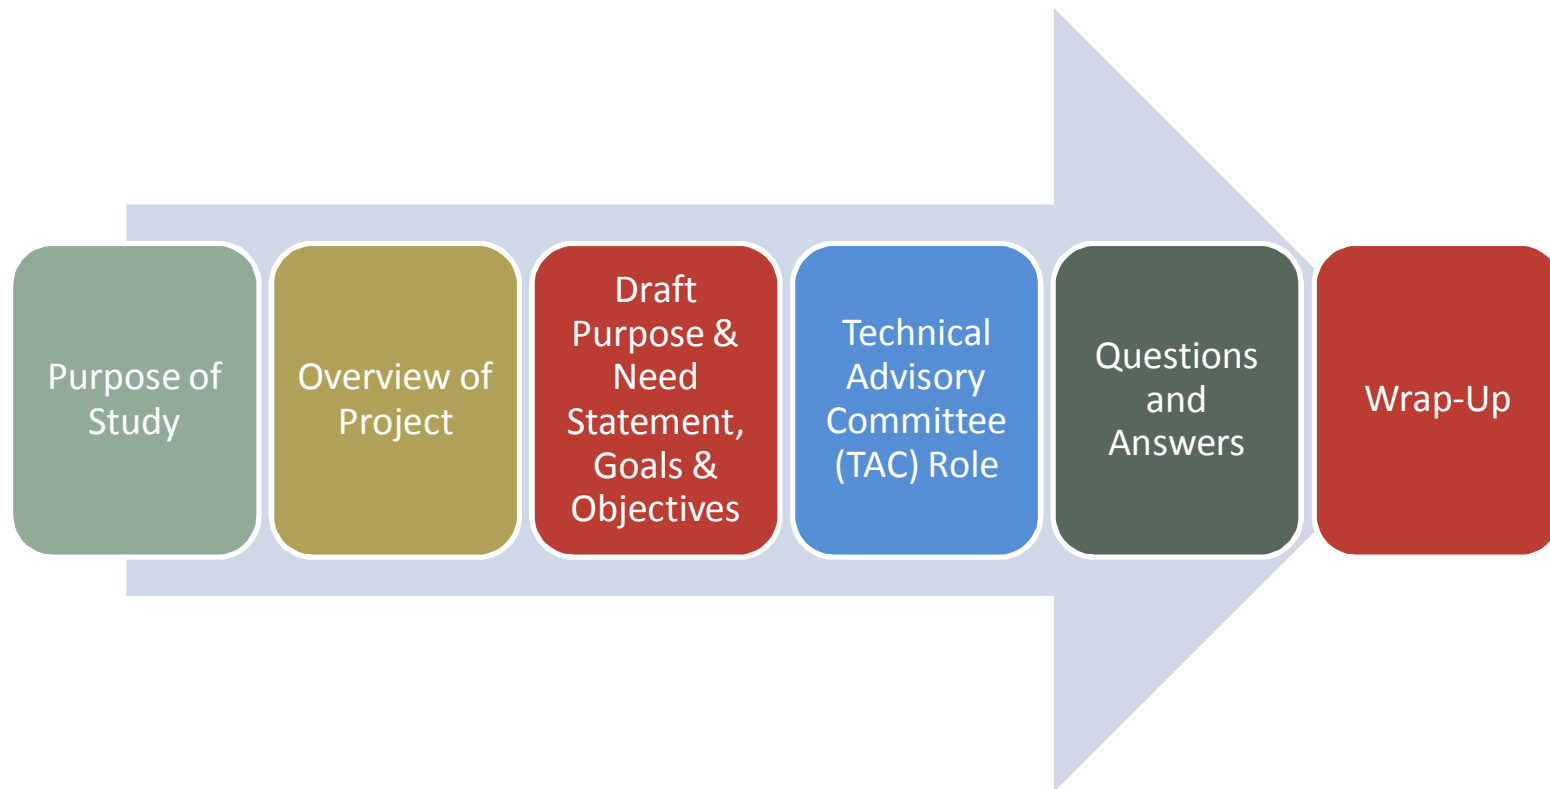 Purpose of
Study
Overview of
Project
Draft
Purpose &
Need
Statement,
Goals &
Objectives
Technical
Advisory
Committee
(TAC) Role
Questions
and
Answers
Wrap-Up